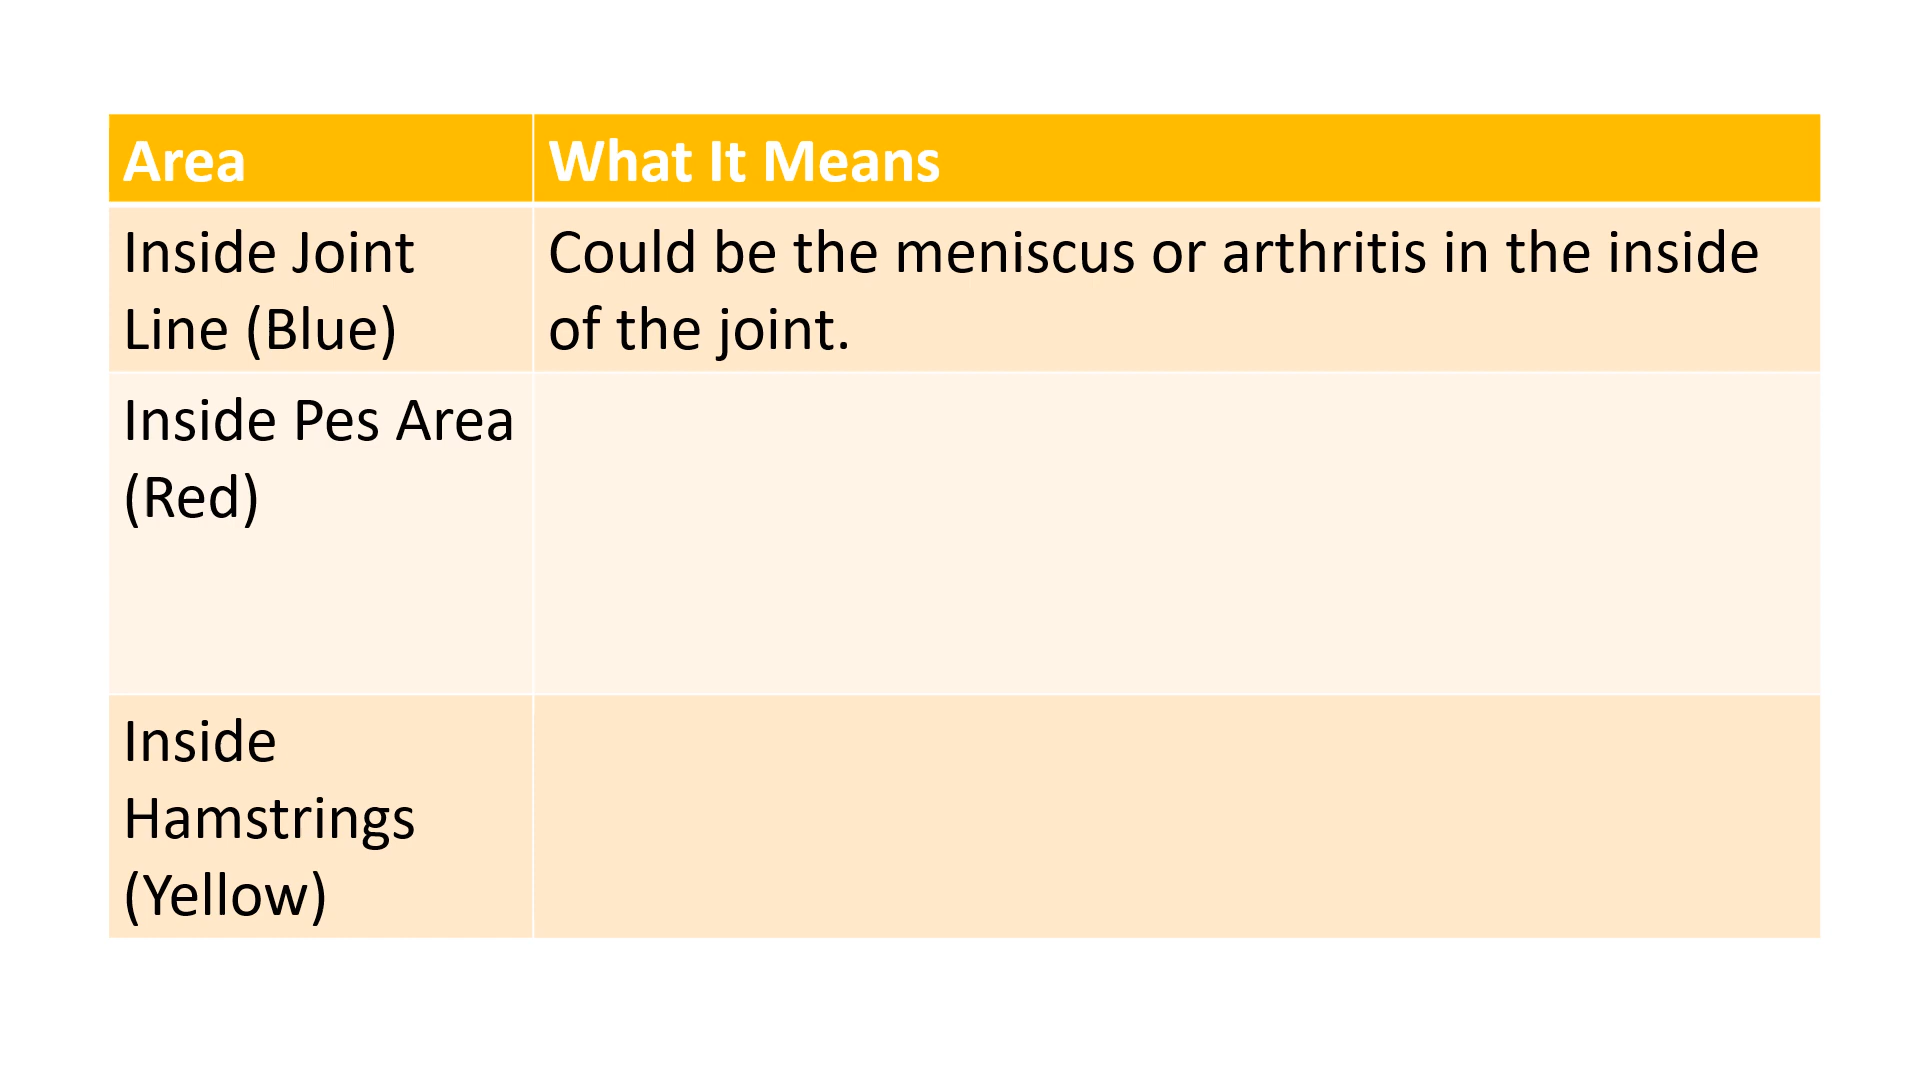 Area
What It Means
Inside Joint
Line (Blue)
Could be the meniscus or arthritis in the inside
of the joint.
Inside Pes Area
(Red)
Inside
Hamstrings
(Yellow)